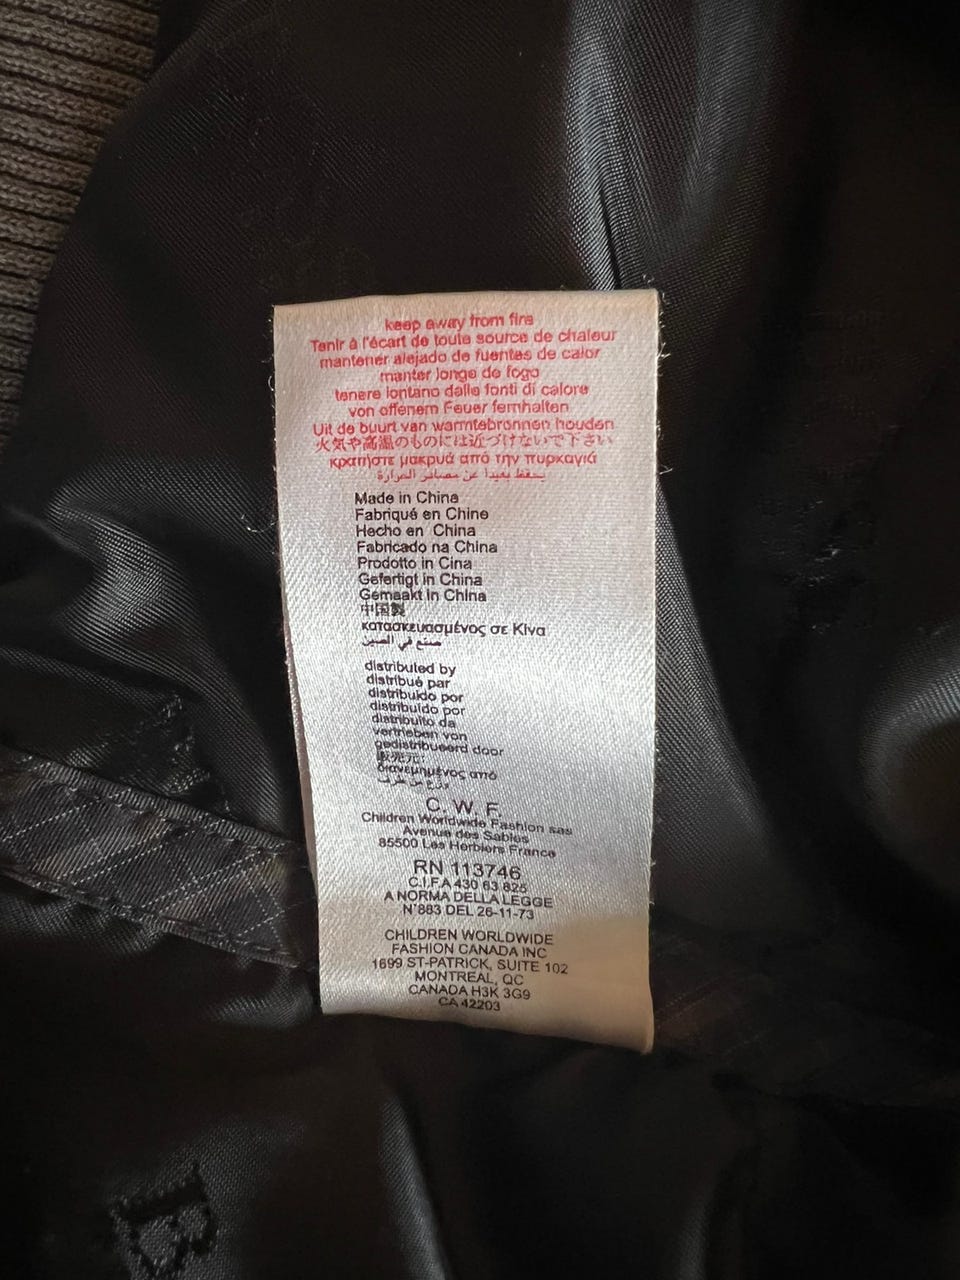 keep away from fire
Tenir à l'écart de toute source de chaleur
mantener alejado de fuentes de calor
manter longe de fogo
tenere lontano dalle fonti di calore
von offenem Feuer fernhalten
Uit de buurt van warmtebronnen houden
火気や高温のものには近づけないで下さい
κρατήστε μακρυά από την πυρκαγιά
يحفظ بعيدا عن مصادر الحرارة
Made in China
Fabriqué en Chine
Hecho en China
Fabricado na China
Prodotto in Cina
Gefertigt in China
Gemaakt in China
中国製
κατασκευασμένος σε Κίνα
صنع في الصين
distributed by
distribué par
distribuido por
distribuido por
distribuito da
vertrieben von
gedistribueerd door
販売元:
διανεμημένος από
C. W. F.
Children Worldwide Fashion sas
Avenue des Sables
85500 Les Herbiers France
RN 113746
C.I.F.A 430 63 825
A NORMA DELLA LEGGE
N°883 DEL 26-11-73
CHILDREN WORLDWIDE
FASHION CANADA INC
1699 ST-PATRICK, SUITE 102
MONTREAL, QC
CANADA H3K 3G9
CA 42203
B